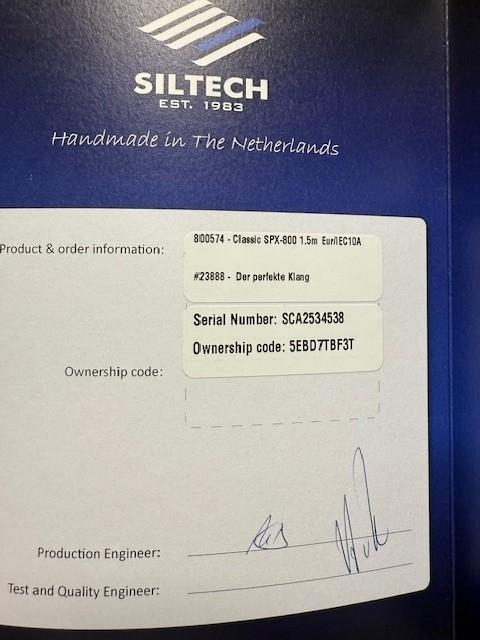 SILTECH
EST. 1983
Handmade in The Netherlands
Product & order information:
800574 - Classic SPX-800 1.5m Eur/IEC10A
#23888 - Der perfekte Klang
Serial Number: SCA2534538
Ownership code: 5EBD7TBF3T
Ownership code:
Production Engineer:
Test and Quality Engineer: